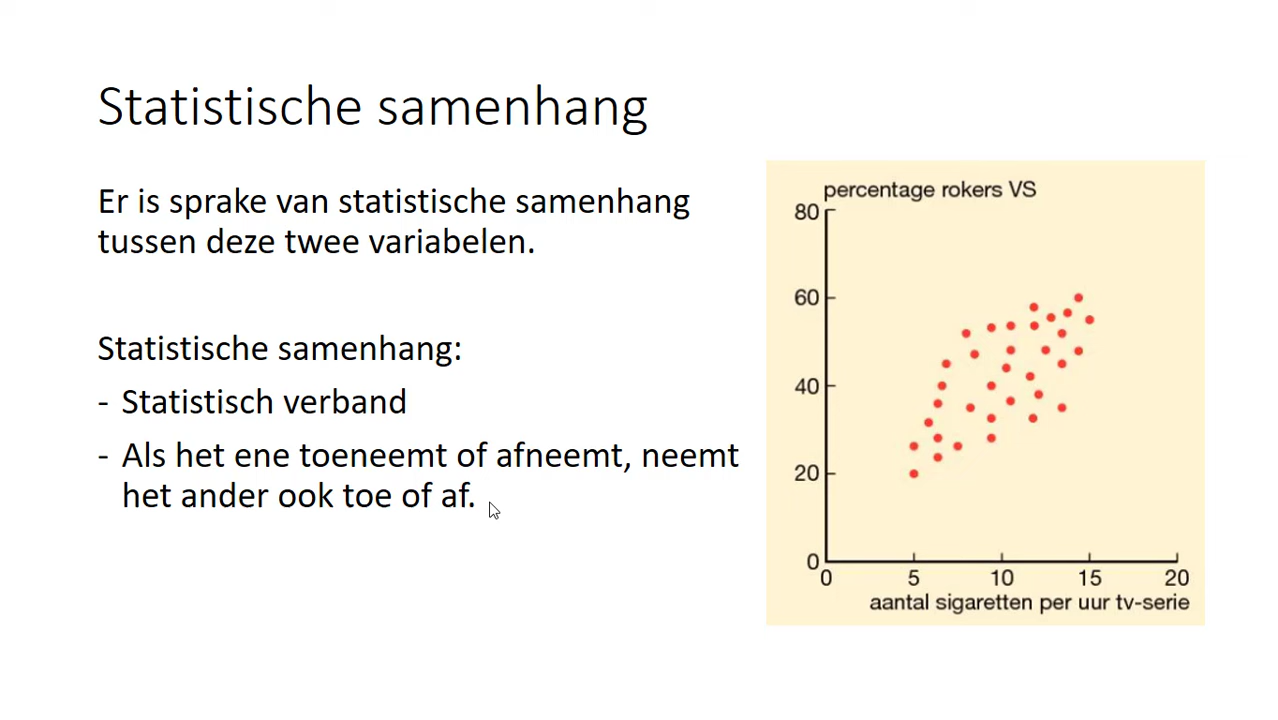 Statistische samenhang
Er is sprake van statistische samenhang
tussen deze twee variabelen.
Statistische samenhang:
- Statistisch verband
- Als het ene toeneemt of afneemt, neemt
het ander ook toe of af.
percentage rokers VS
80
60
40
20
0
0 5 10 15 20
aantal sigaretten per uur tv-serie